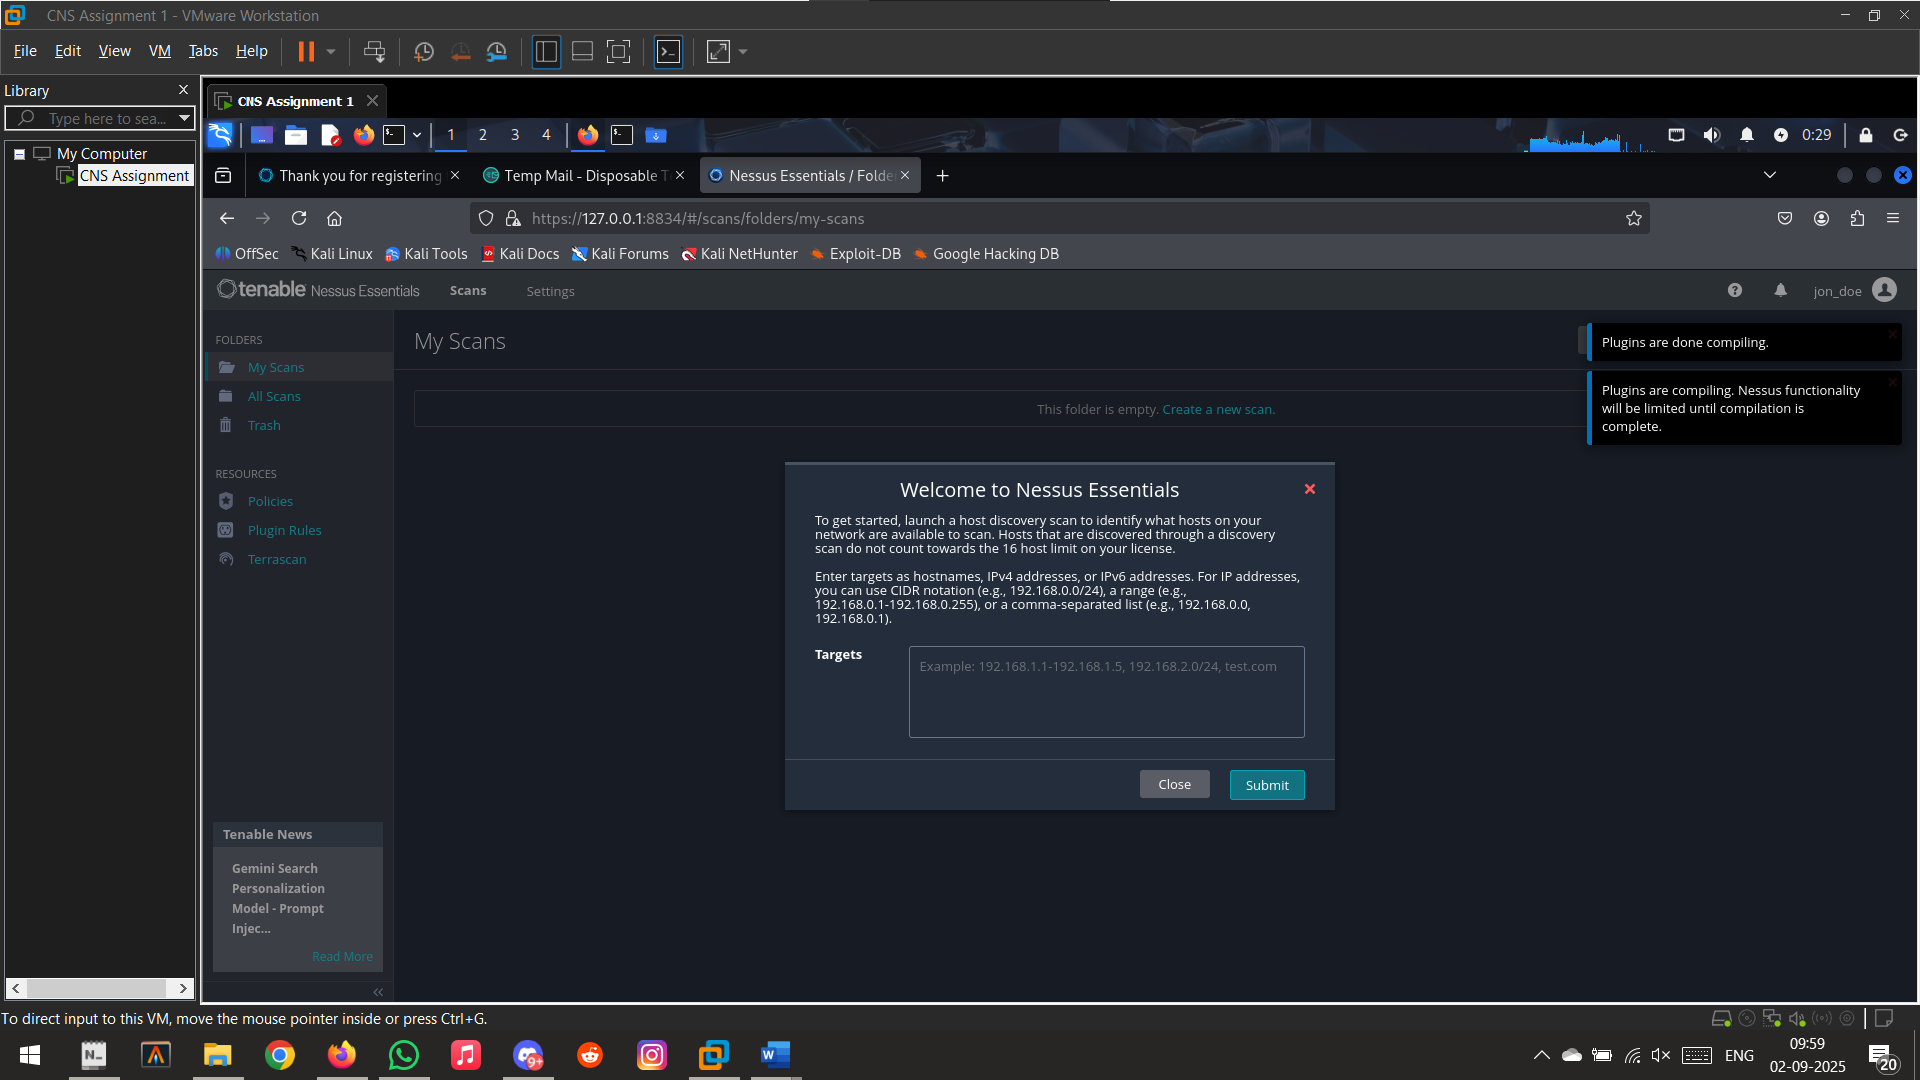 CNS Assignment 1 - VMware Workstation
File Edit View VM Tabs Help
Library
Type here to sea...
My Computer
CNS Assignment
CNS Assignment 1
1 2 3 4
0:29
Thank you for registering
Temp Mail - Disposable T
Nessus Essentials / Folde
https://127.0.0.1:8834/#/scans/folders/my-scans
OffSec Kali Linux Kali Tools Kali Docs Kali Forums Kali NetHunter Exploit-DB Google Hacking DB
tenable Nessus Essentials Scans Settings
jon_doe
FOLDERS
My Scans
All Scans
Trash
RESOURCES
Policies
Plugin Rules
Terrascan
Tenable News
Gemini Search
Personalization
Model - Prompt
Injec...
Read More
My Scans
This folder is empty. Create a new scan.
Plugins are done compiling.
Plugins are compiling. Nessus functionality
will be limited until compilation is
complete.
Welcome to Nessus Essentials
To get started, launch a host discovery scan to identify what hosts on your
network are available to scan. Hosts that are discovered through a discovery
scan do not count towards the 16 host limit on your license.
Enter targets as hostnames, IPv4 addresses, or IPv6 addresses. For IP addresses,
you can use CIDR notation (e.g., 192.168.0.0/24), a range (e.g.,
192.168.0.1-192.168.0.255), or a comma-separated list (e.g., 192.168.0.0,
192.168.0.1).
Targets
Example: 192.168.1.1-192.168.1.5, 192.168.2.0/24, test.com
Close
Submit
To direct input to this VM, move the mouse pointer inside or press Ctrl+G.
N_
9+
W
ENG
09:59
02-09-2025
20